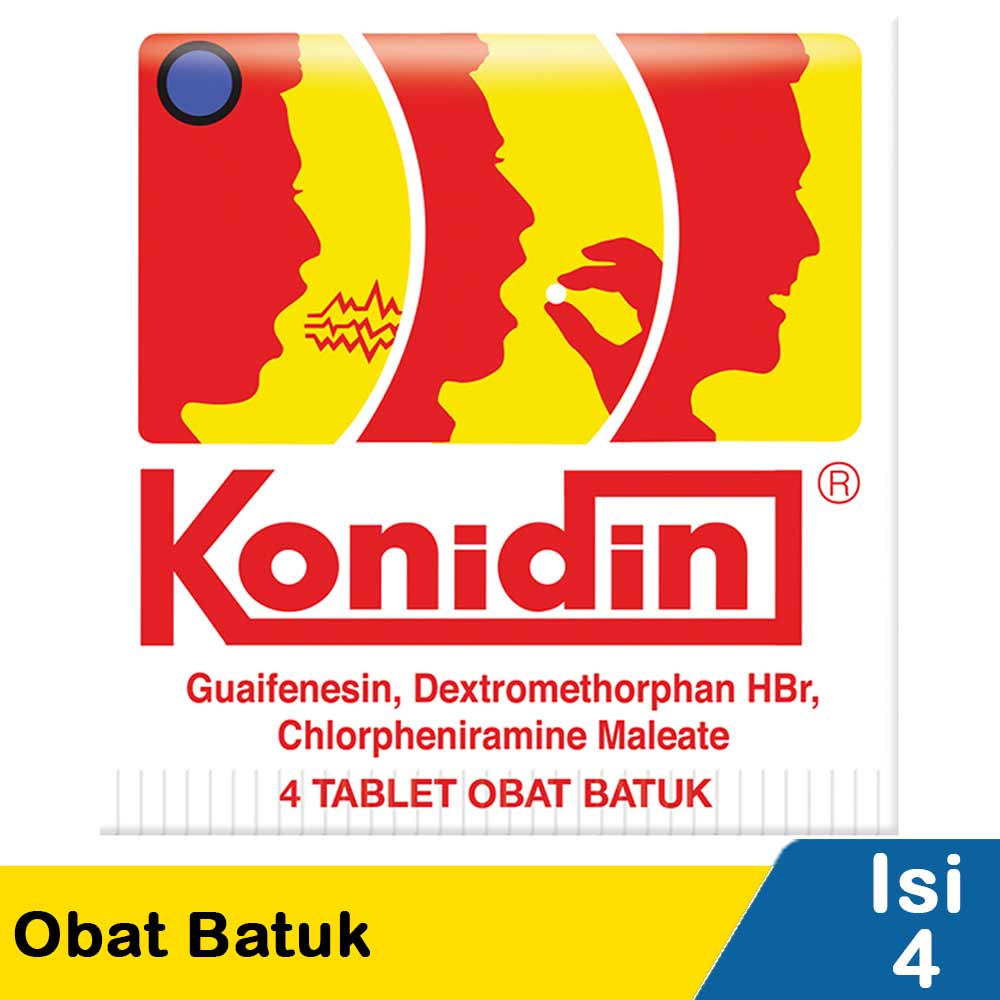 Konidin®
Guaifenesin, Dextromethorphan HBr,
Chlorpheniramine Maleate
4 TABLET OBAT BATUK
Obat Batuk
Isi
4